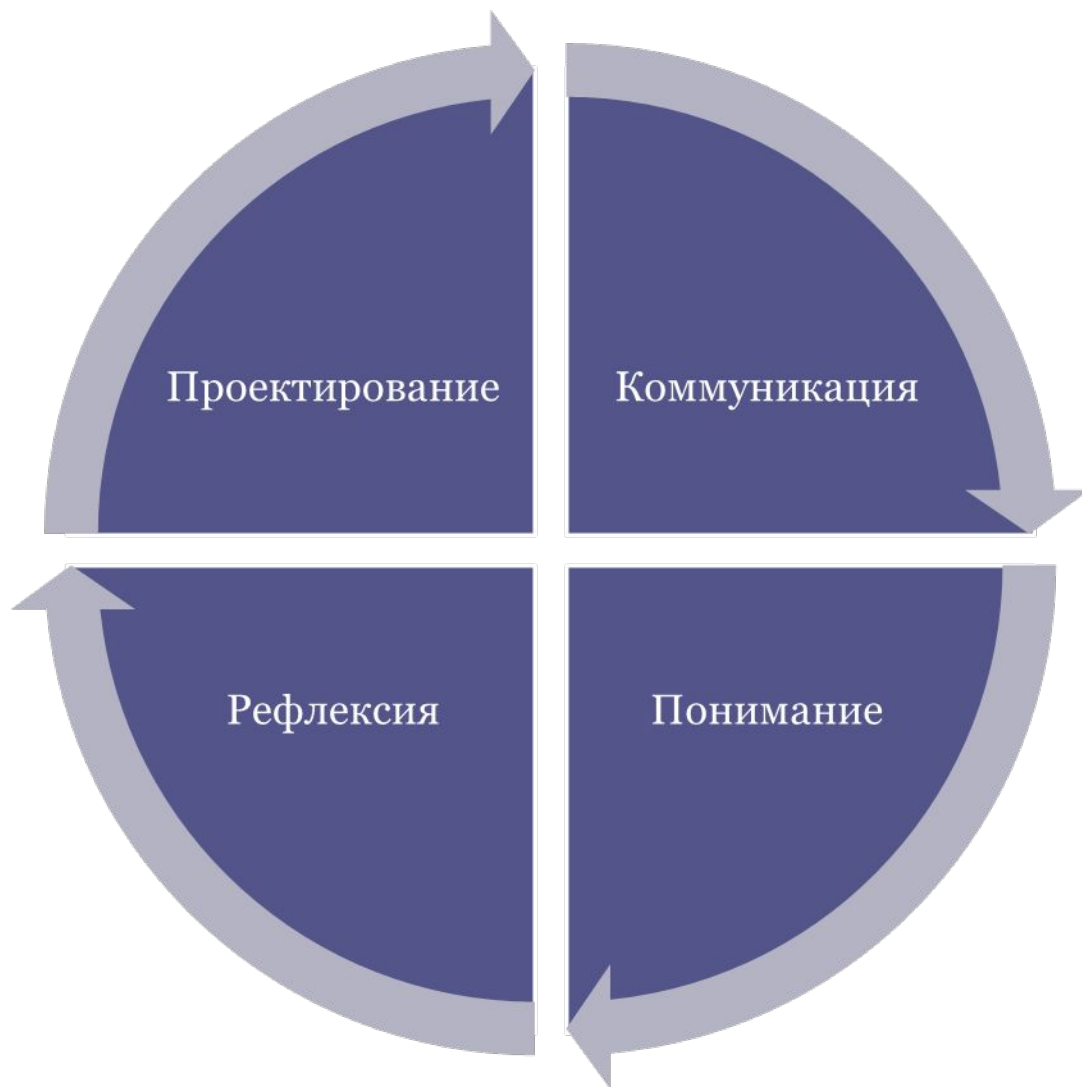 Проектирование
Коммуникация
Рефлексия
Понимание